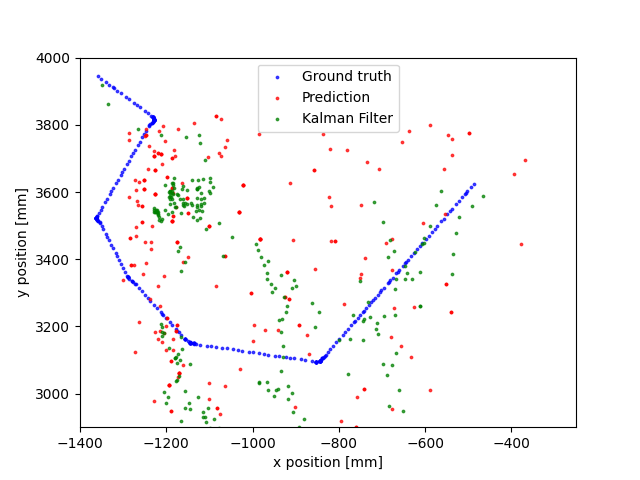 4000
3800
3600
3400
3200
3000
y position [mm]
Ground truth
Prediction
Kalman Filter
−1400 −1200 −1000 −800 −600 −400
x position [mm]